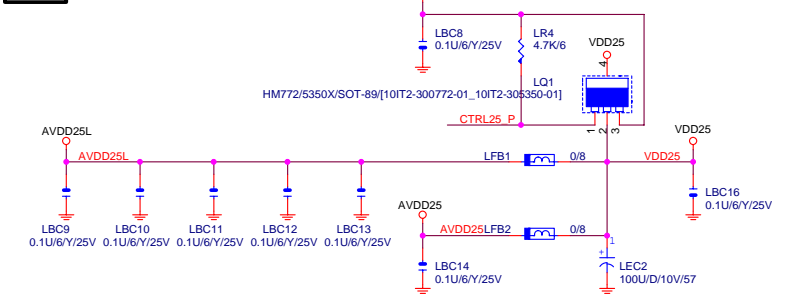 LBC8
0.1U/6/Y/25V
LR4
4.7K/6
VDD25
4
LQ1
HM772/5350X/SOT-89/[10IT2-300772-01_10IT2-305350-01]
CTRL25_P
1
2
3
AVDD25L
AVDD25L
LFB1
0/8
VDD25
VDD25
LBC16
0.1U/6/Y/25V
LBC9
0.1U/6/Y/25V
LBC10
0.1U/6/Y/25V
LBC11
0.1U/6/Y/25V
LBC12
0.1U/6/Y/25V
LBC13
0.1U/6/Y/25V
AVDD25
AVDD25
LFB2
0/8
LBC14
0.1U/6/Y/25V
+
1
LEC2
100U/D/10V/57